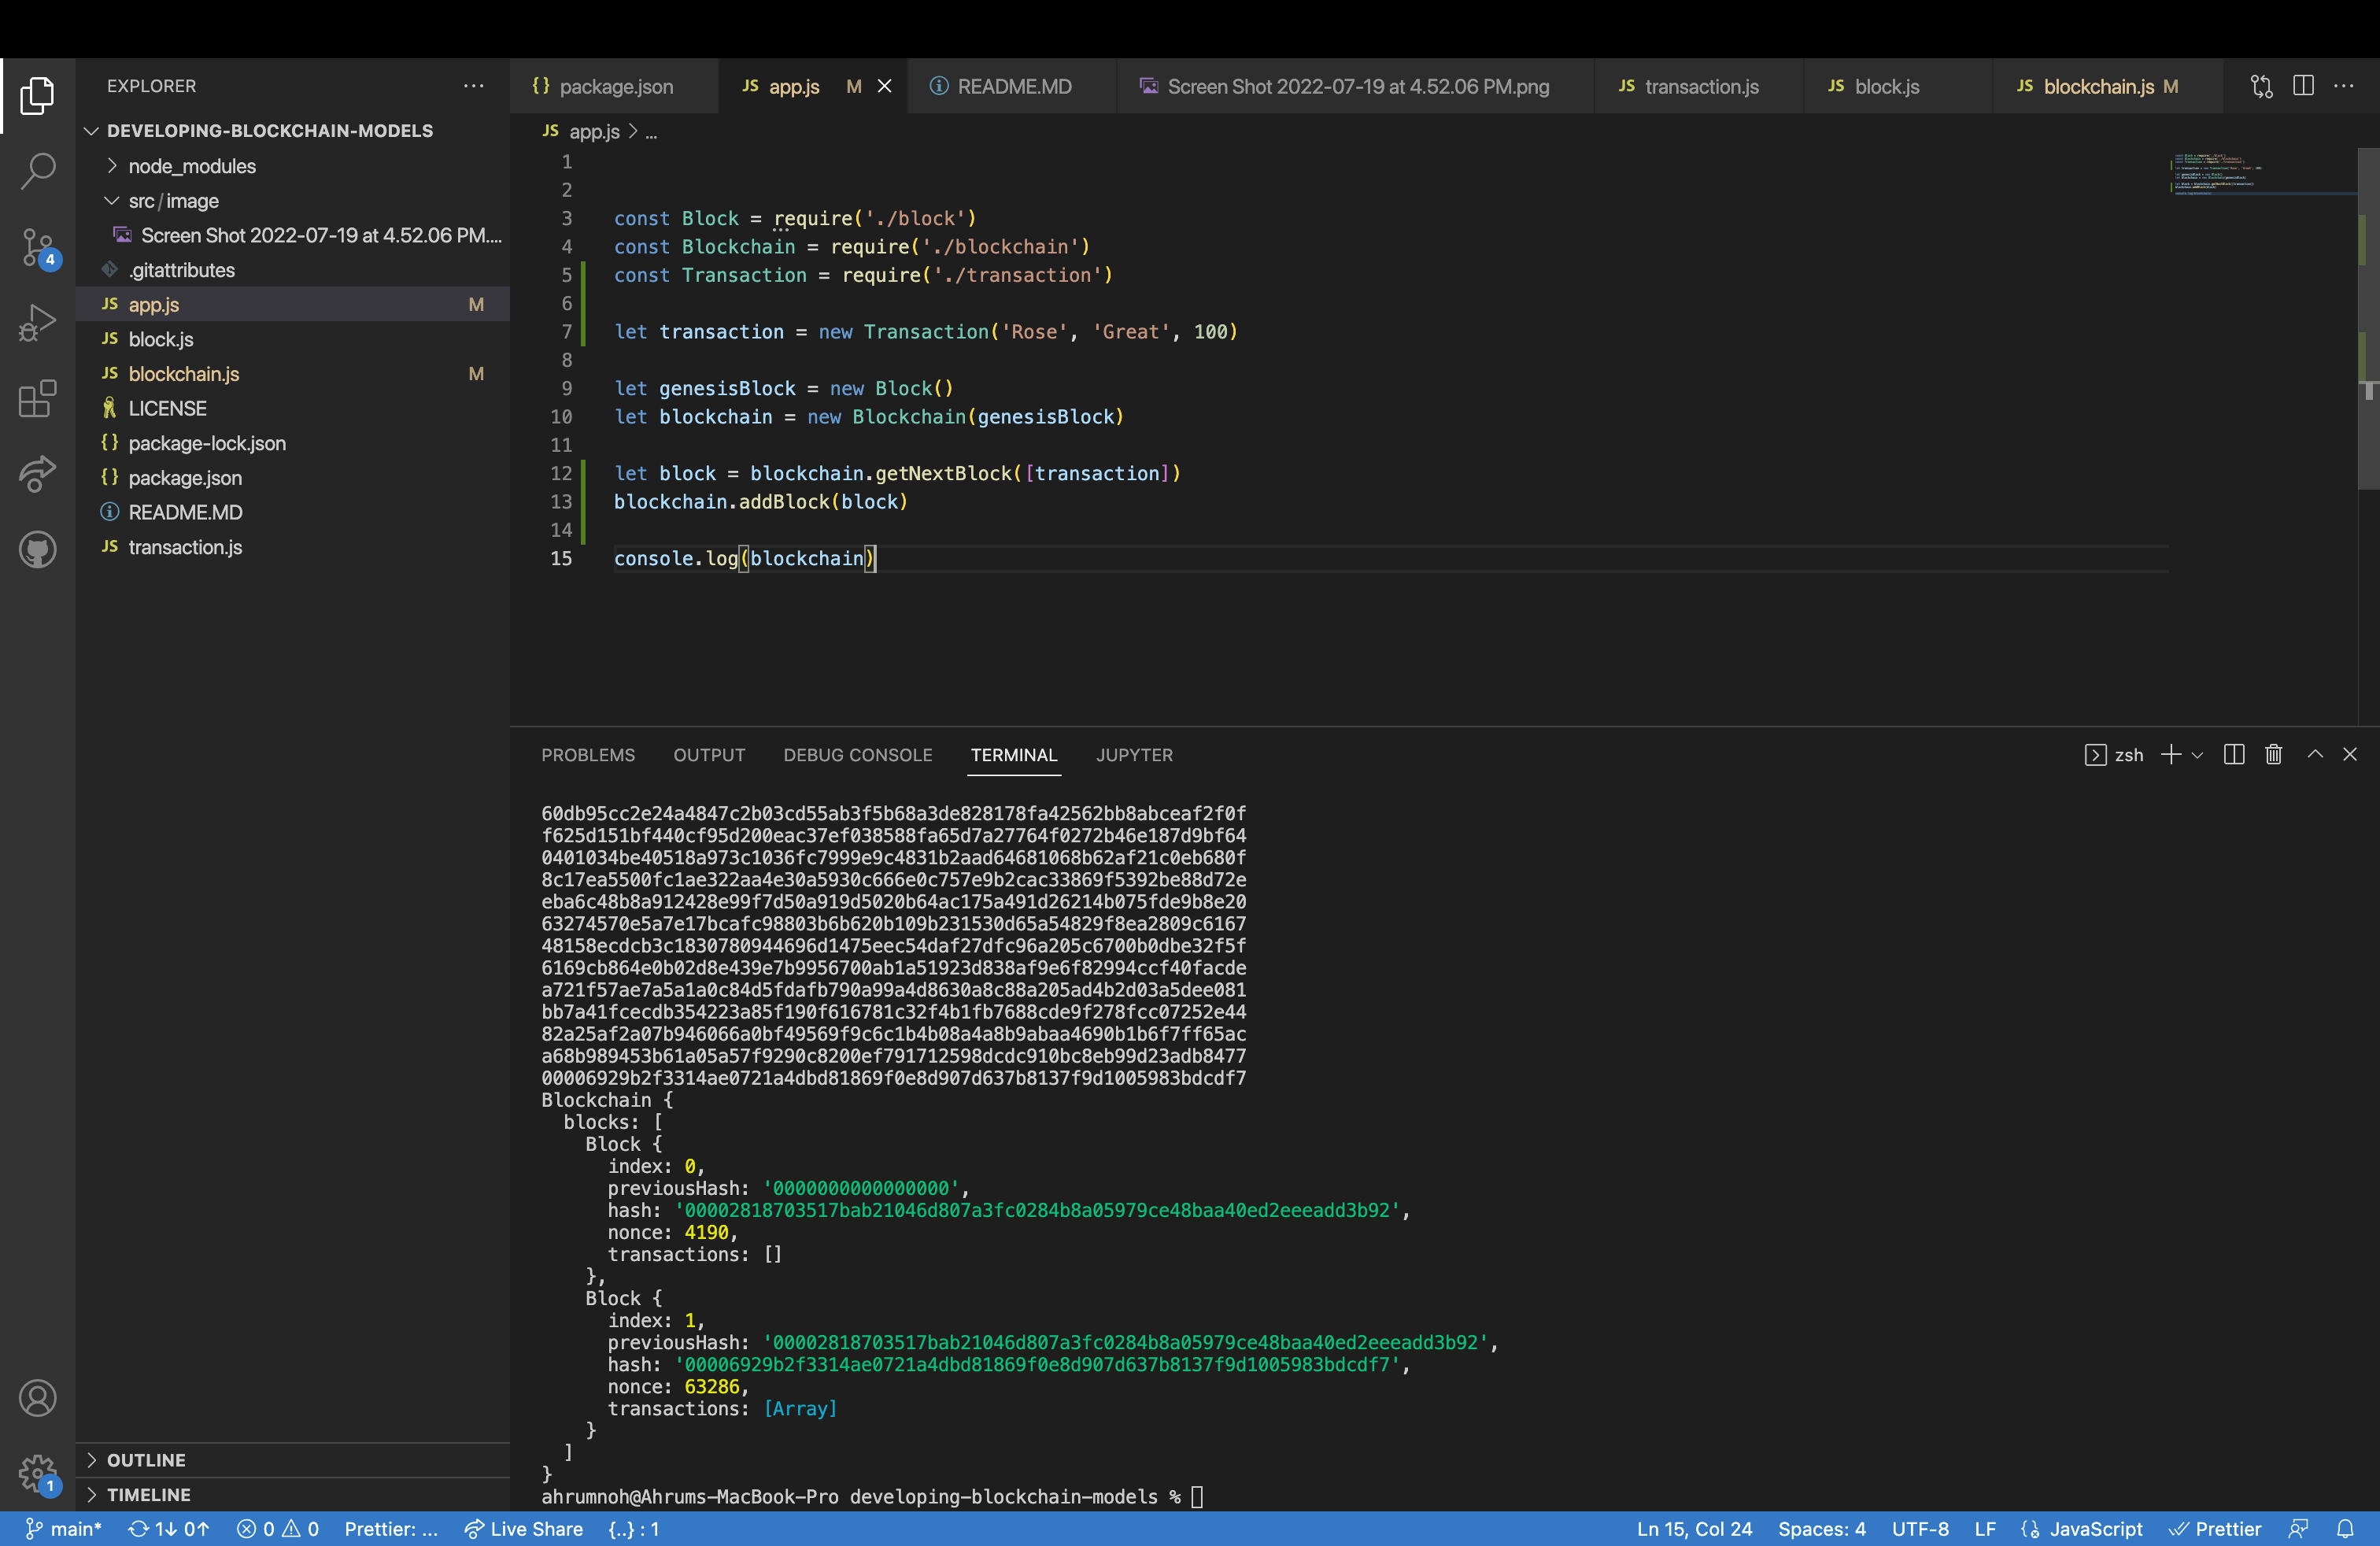 EXPLORER
···
DEVELOPING-BLOCKCHAIN-MODELS
node_modules
src/image
Screen Shot 2022-07-19 at 4.52.06 PM....
.gitattributes
JS app.js M
JS block.js
JS blockchain.js M
LICENSE
{} package-lock.json
{} package.json
README.MD
JS transaction.js
OUTLINE
TIMELINE
4
1
{} package.json
JS app.js M
README.MD
Screen Shot 2022-07-19 at 4.52.06 PM.png
JS transaction.js
JS block.js
JS blockchain.js M
JS app.js > ...
1
2
3 const Block = require('./block')
4 const Blockchain = require('./blockchain')
5 const Transaction = require('./transaction')
6
7 let transaction = new Transaction('Rose', 'Great', 100)
8
9 let genesisBlock = new Block()
10 let blockchain = new Blockchain(genesisBlock)
11
12 let block = blockchain.getNextBlock([transaction])
13 blockchain.addBlock(block)
14
15 console.log(blockchain)
PROBLEMS OUTPUT DEBUG CONSOLE TERMINAL JUPYTER
zsh
60db95cc2e24a4847c2b03cd55ab3f5b68a3de828178fa42562bb8abceaf2f0f
f625d151bf440cf95d200eac37ef038588fa65d7a27764f0272b46e187d9bf64
0401034be40518a973c1036fc7999e9c4831b2aad64681068b62af21c0eb680f
8c17ea5500fc1ae322aa4e30a5930c666e0c757e9b2cac33869f5392be88d72e
eba6c48b8a912428e99f7d50a919d5020b64ac175a491d26214b075fde9b8e20
63274570e5a7e17bcafc98803b6b620b109b231530d65a54829f8ea2809c6167
48158ecdcb3c1830780944696d1475eec54daf27dfc96a205c6700b0dbe32f5f
6169cb864e0b02d8e439e7b9956700ab1a51923d838af9e6f82994ccf40facde
a721f57ae7a5a1a0c84d5fdafb790a99a4d8630a8c88a205ad4b2d03a5dee081
bb7a41fcecdb354223a85f190f616781c32f4b1fb7688cde9f278fcc07252e44
82a25af2a07b946066a0bf49569f9c6c1b4b08a4a8b9abaa4690b1b6f7ff65ac
a68b989453b61a05a57f9290c8200ef791712598dcdc910bc8eb99d23adb8477
00006929b2f3314ae0721a4dbd81869f0e8d907d637b8137f9d1005983bdcdf7
Blockchain {
blocks: [
Block {
index: 0,
previousHash: '0000000000000000',
hash: '00002818703517bab21046d807a3fc0284b8a05979ce48baa40ed2eeeadd3b92',
nonce: 4190,
transactions: []
},
Block {
index: 1,
previousHash: '00002818703517bab21046d807a3fc0284b8a05979ce48baa40ed2eeeadd3b92',
hash: '00006929b2f3314ae0721a4dbd81869f0e8d907d637b8137f9d1005983bdcdf7',
nonce: 63286,
transactions: [Array]
}
]
}
ahrumnoh@Ahrums-MacBook-Pro developing-blockchain-models %
main* 1↓ 0↑ 0 0 Prettier: ... Live Share {..} : 1 Ln 15, Col 24 Spaces: 4 UTF-8 LF JavaScript Prettier